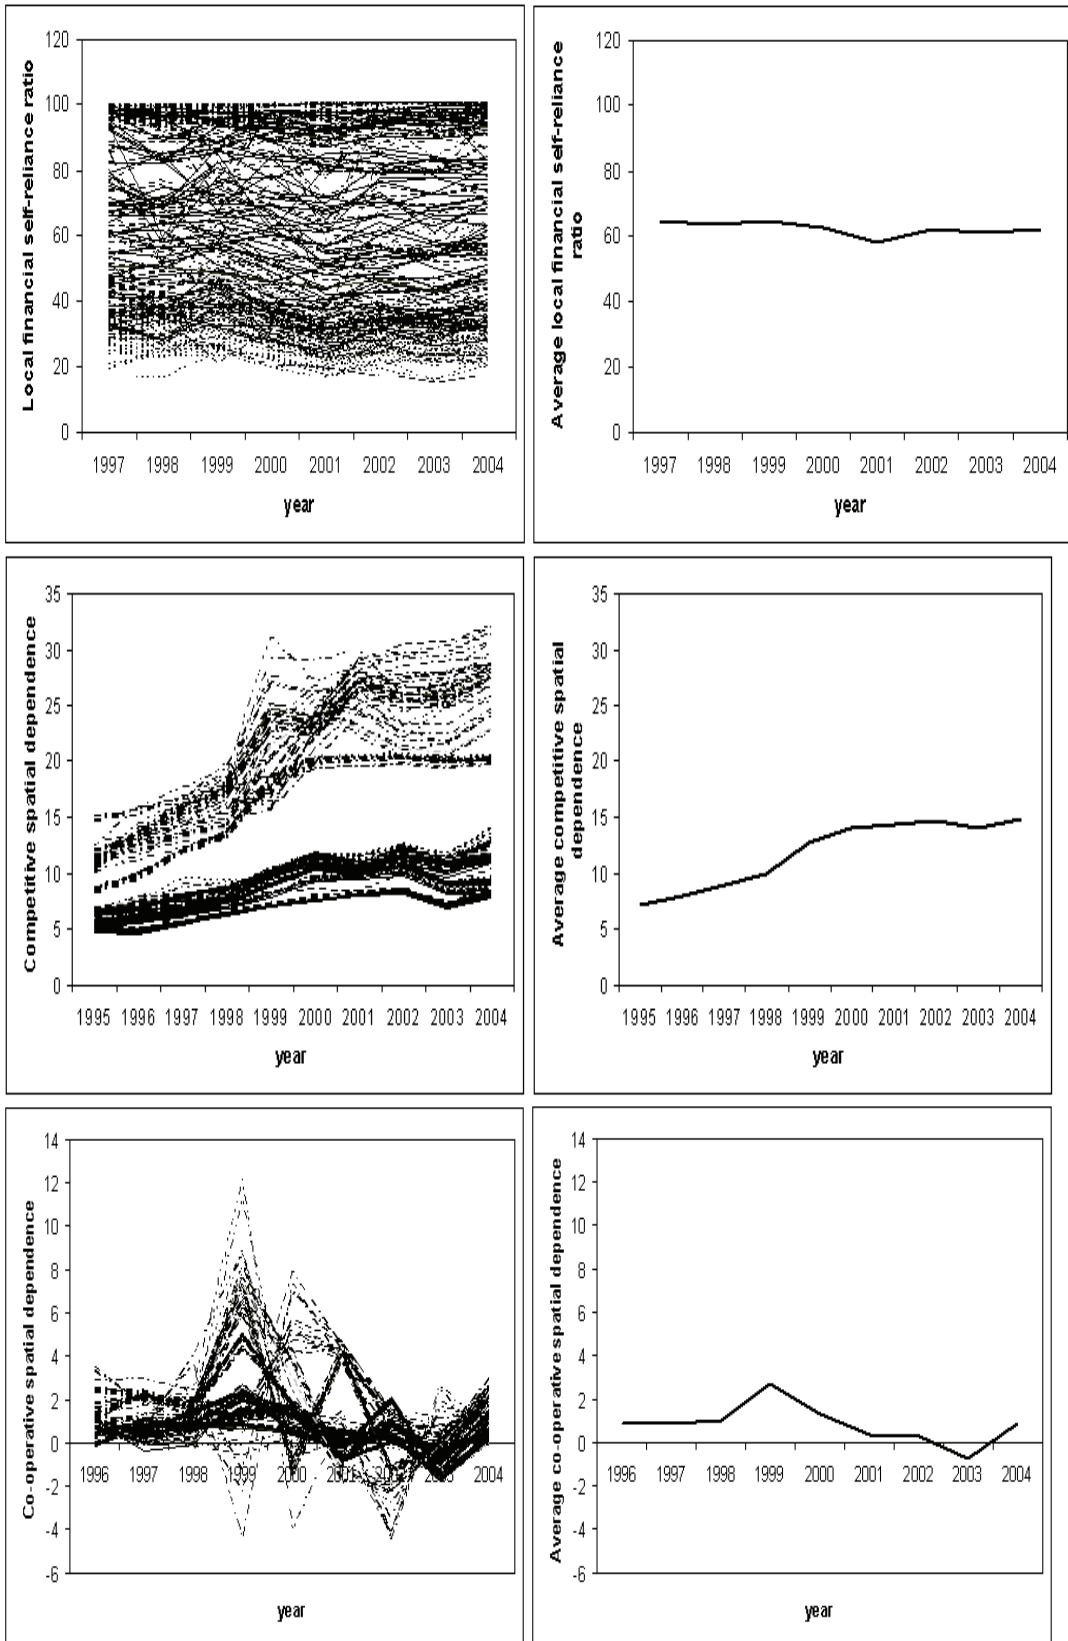 Local financial self-reliance ratio
120
100
80
60
40
20
0
1997 1998 1999 2000 2001 2002 2003 2004
year
Average local financial self-reliance
ratio
120
100
80
60
40
20
0
1997 1998 1999 2000 2001 2002 2003 2004
year
Competitive spatial dependence
35
30
25
20
15
10
5
0
1995 1996 1997 1998 1999 2000 2001 2002 2003 2004
year
Average competitive spatial
dependence
35
30
25
20
15
10
5
0
1995 1996 1997 1998 1999 2000 2001 2002 2003 2004
year
Co-operative spatial dependence
14
12
10
8
6
4
2
0
-2
-4
-6
1996 1997 1998 1999 2000 2001 2002 2003 2004
year
Average co-operative spatial dependence
14
12
10
8
6
4
2
0
-2
-4
-6
1996 1997 1998 1999 2000 2001 2002 2003 2004
year